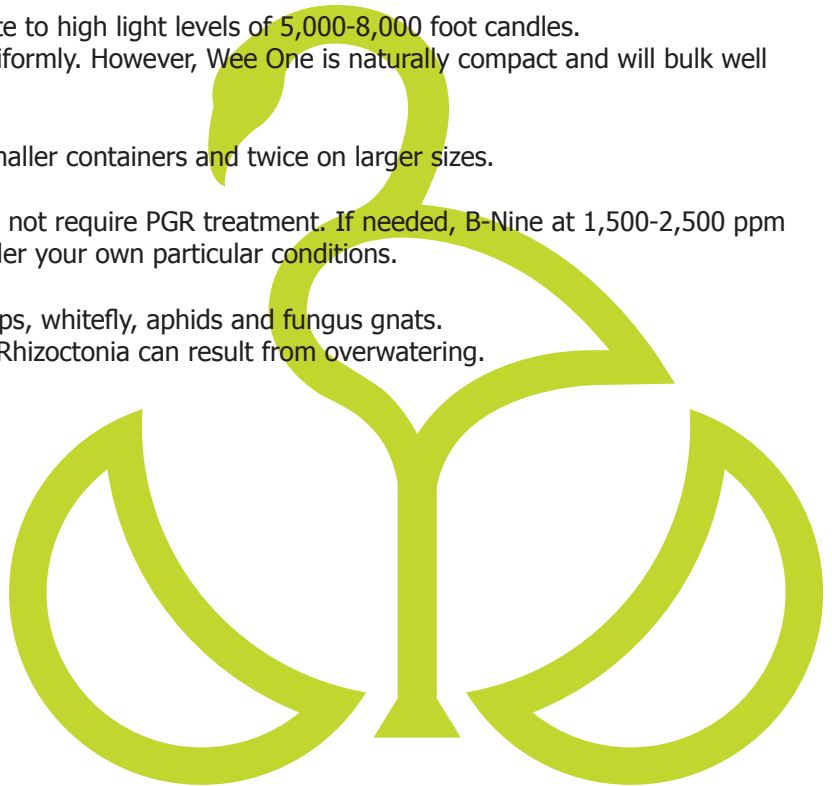 te to high light levels of 5,000-8,000 foot candles.
iformly. However, Wee One is naturally compact and will bulk well
naller containers and twice on larger sizes.
not require PGR treatment. If needed, B-Nine at 1,500-2,500 ppm
der your own particular conditions.
ps, whitefly, aphids and fungus gnats.
Rhizoctonia can result from overwatering.